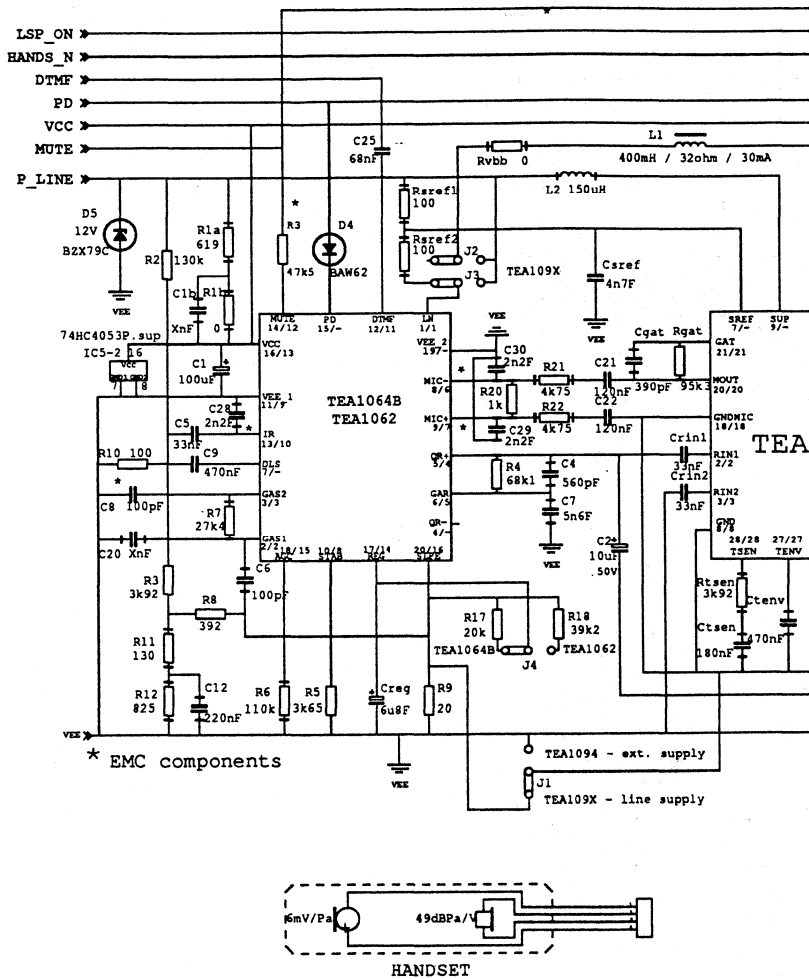 LSP_ON
HANDS_N
DTMF
PD
VCC
MUTE
P_LINE
*
C25
68nF
Rvbb 0
L1
400mH / 32ohm / 30mA
L2 150uH
D5
12V
BZX79C
VEE
R2
130k
R1a
619
C1b
XnF
R1b
0
*
R3
47k5
D4
BAW62
Rsref1
100
Rsref2
100
J2
J3
TEA109X
Csref
4n7F
VEE
74HC4053P.sup
IC5-2 16
VCC
GND1 GND2
7 8
C1
100uF
C28
2n2F
*
C5
33nF
R10 100
C9
470nF
*
C8 100pF
R7
27k4
C20 XnF
C6
100pF
MUTE
14/12
PD
15/-
DTMF
12/11
LN
1/1
VCC
16/13
VEE_1
11/9
IR
13/10
DLS
7/-
GAS2
3/3
GAS1
2/2
TEA1064B
TEA1062
VEE_2
19/-
MIC-
8/6
MIC+
9/7
QR+
5/4
GAR
6/5
QR-
4/-
18/15
AGC
10/8
STAB
17/14
REG
20/16
SLPE
VEE
C30
2n2F
*
R20
1k
*
C29
2n2F
R21
4k75
C21
120nF
R22
4k75
C22
120nF
R4
68k1
C4
560pF
C7
5n6F
VEE
C2
10uF
50V
Cgat
390pF
Rgat
95k3
Crin1
33nF
Crin2
33nF
SREF
7/-
SUP
9/-
GAT
21/21
MOUT
20/20
GNDMIC
18/18
RIN1
2/2
RIN2
3/3
GND
8/8
TEA
28/28
TSEN
27/27
TENV
Rtsen
3k92
Ctenv
470nF
Ctsen
180nF
R3
3k92
R8
392
R11
130
R12
825
C12
220nF
R6
110k
R5
3k65
Creg
6u8F
R9
20
R17
20k
R18
39k2
TEA1064B
J4
TEA1062
VEE
VEE
* EMC components
TEA1094 - ext. supply
J1
TEA109X - line supply
6mV/Pa
49dBPa/V
HANDSET